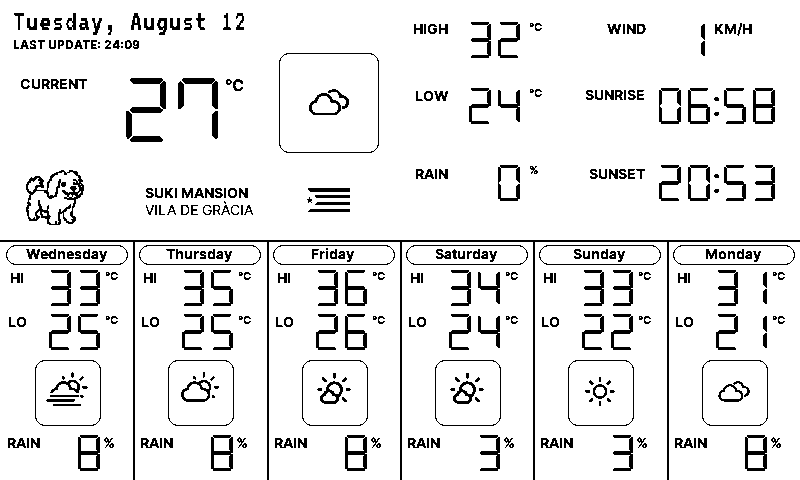 Tuesday, August 12
LAST UPDATE: 24:09
CURRENT 27 °C
HIGH 32 °C
WIND 1 KM/H
LOW 24 °C
SUNRISE 06:58
RAIN 0 %
SUNSET 20:53
SUKI MANSION
VILA DE GRÀCIA
Wednesday
HI 33 °C
LO 25 °C
RAIN 8 %
Thursday
HI 35 °C
LO 25 °C
RAIN 8 %
Friday
HI 36 °C
LO 26 °C
RAIN 8 %
Saturday
HI 34 °C
LO 24 °C
RAIN 3 %
Sunday
HI 33 °C
LO 22 °C
RAIN 3 %
Monday
HI 31 °C
LO 21 °C
RAIN 8 %